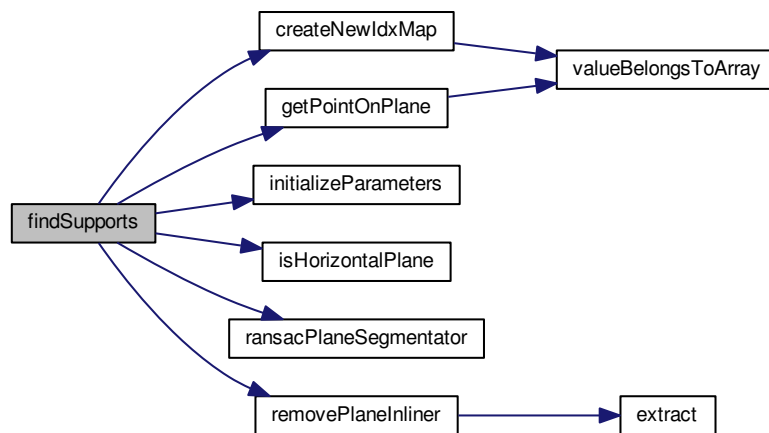 createNewIdxMap
valueBelongsToArray
getPointOnPlane
initializeParameters
findSupports
isHorizontalPlane
ransacPlaneSegmentator
removePlaneInliner
extract